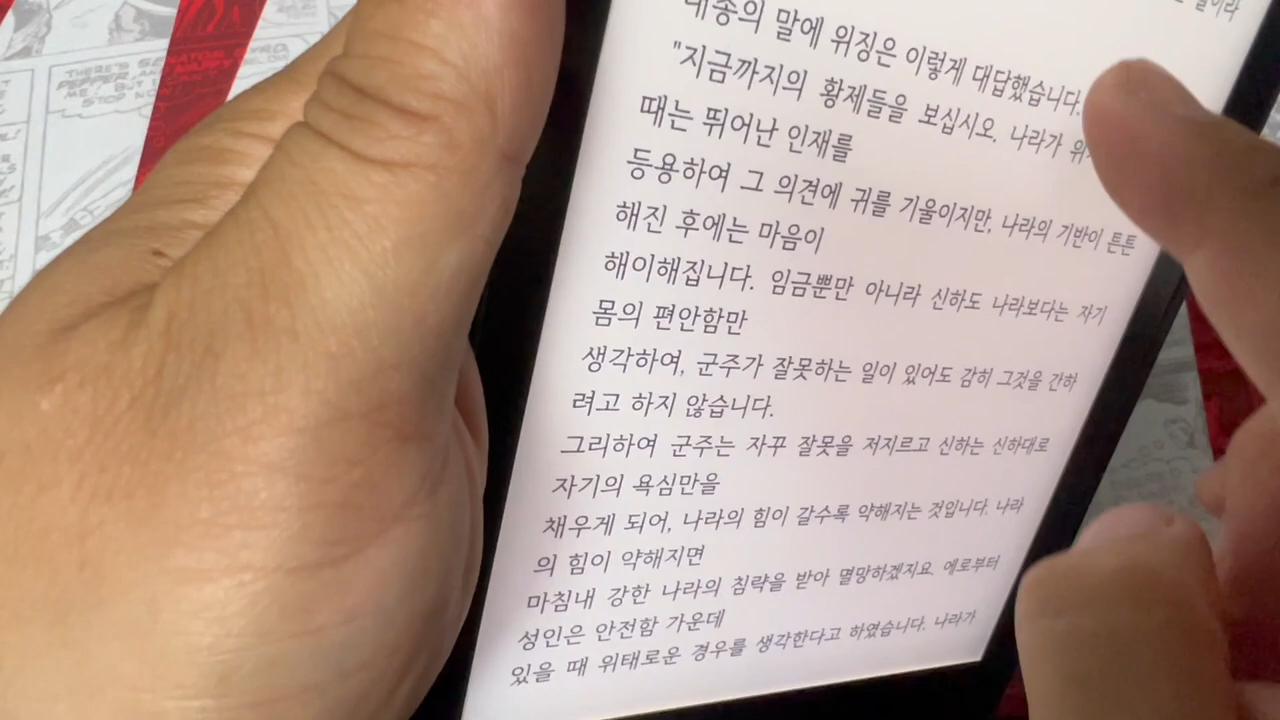 말이라
태종의 말에 위징은 이렇게 대답했습니다.
"지금까지의 황제들을 보십시오. 나라가
때는 뛰어난 인재를
등용하여 그 의견에 귀를 기울이지만, 나라의 기반이 튼튼
해진 후에는 마음이
해이해집니다. 임금뿐만 아니라 신하도 나라보다는 자기
몸의 편안함만
생각하여, 군주가 잘못하는 일이 있어도 감히 그것을 간하
려고 하지 않습니다.
그리하여 군주는 자꾸 잘못을 저지르고 신하는 신하대로
자기의 욕심만을
채우게 되어, 나라의 힘이 갈수록 약해지는 것입니다. 나라
의 힘이 약해지면
마침내 강한 나라의 침략을 받아 멸망하겠지요. 예로부터
성인은 안전함 가운데
있을 때 위태로운 경우를 생각한다고 하였습니다. 나라가
THERE'S SENATOR BYRD,
PEPPER, AND
ME! BUT
STOP NOW!